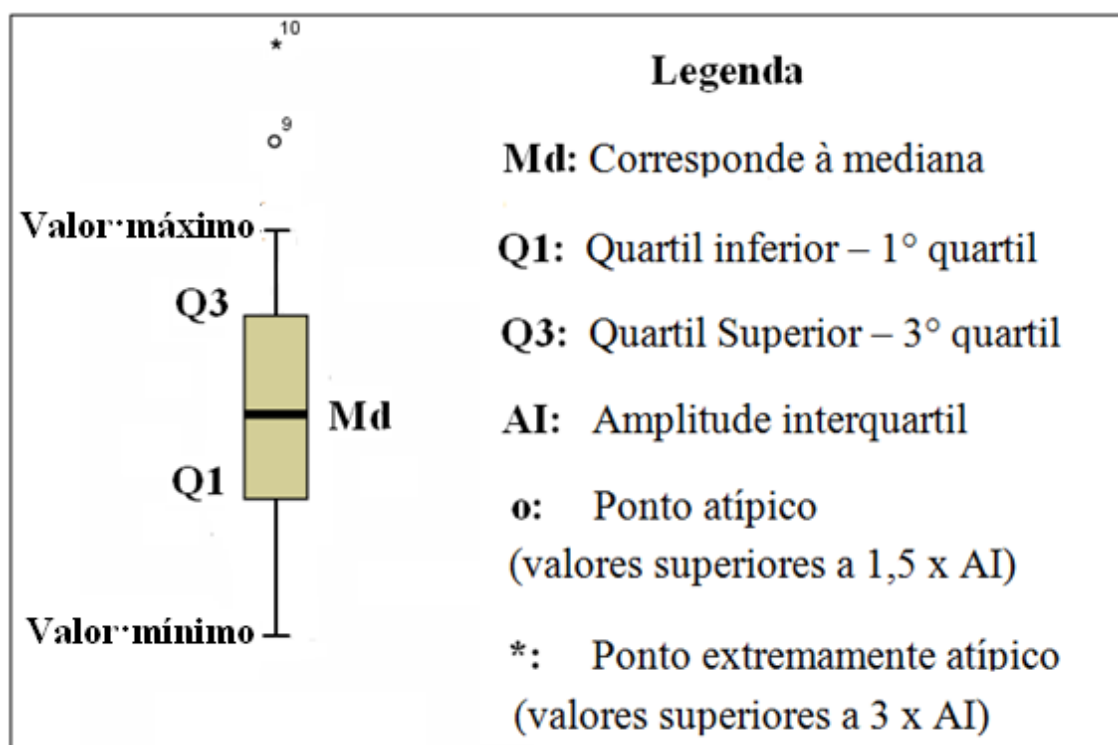 *10
o9
Valor·máximo
Q3
Md
Q1
Valor·mínimo
Legenda
Md: Corresponde à mediana
Q1: Quartil inferior – 1° quartil
Q3: Quartil Superior – 3° quartil
AI: Amplitude interquartil
o: Ponto atípico
(valores superiores a 1,5 x AI)
*: Ponto extremamente atípico
(valores superiores a 3 x AI)